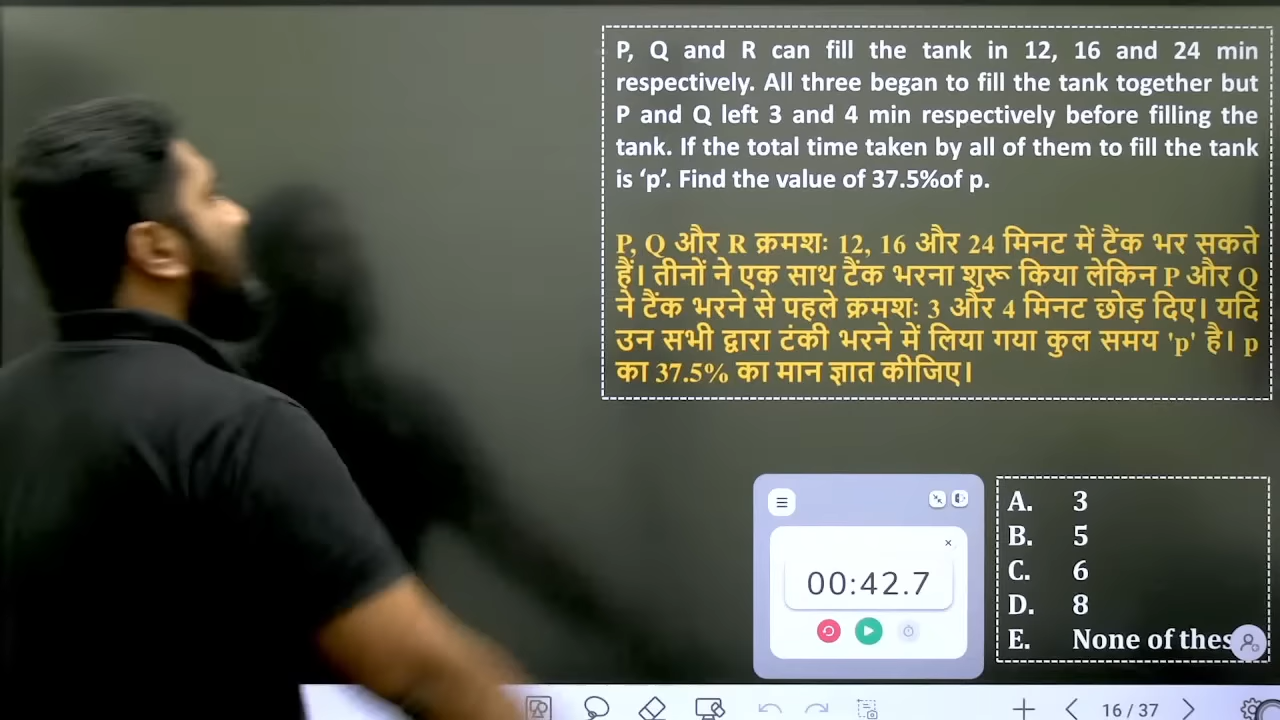 P, Q and R can fill the tank in 12, 16 and 24 min
respectively. All three began to fill the tank together but
P and Q left 3 and 4 min respectively before filling the
tank. If the total time taken by all of them to fill the tank
is ‘p’. Find the value of 37.5%of p.
P, Q और R क्रमशः 12, 16 और 24 मिनट में टैंक भर सकते
हैं। तीनों ने एक साथ टैंक भरना शुरू किया लेकिन P और Q
ने टैंक भरने से पहले क्रमशः 3 और 4 मिनट छोड़ दिए। यदि
उन सभी द्वारा टंकी भरने में लिया गया कुल समय 'p' है। p
का 37.5% का मान ज्ञात कीजिए।
00:42.7
A. 3
B. 5
C. 6
D. 8
E. None of thes
16 / 37